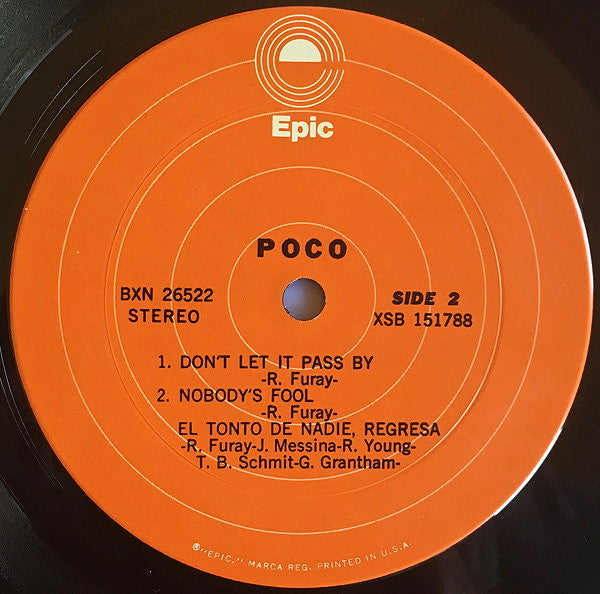 Epic
POCO
BXN 26522
STEREO
SIDE 2
XSB 151788
1. DON'T LET IT PASS BY
-R. Furay-
2. NOBODY'S FOOL
-R. Furay-
EL TONTO DE NADIE, REGRESA
-R. Furay-J. Messina-R. Young-
T. B. Schmit-G. Grantham-
®"EPIC," MARCA REG. PRINTED IN U.S.A.